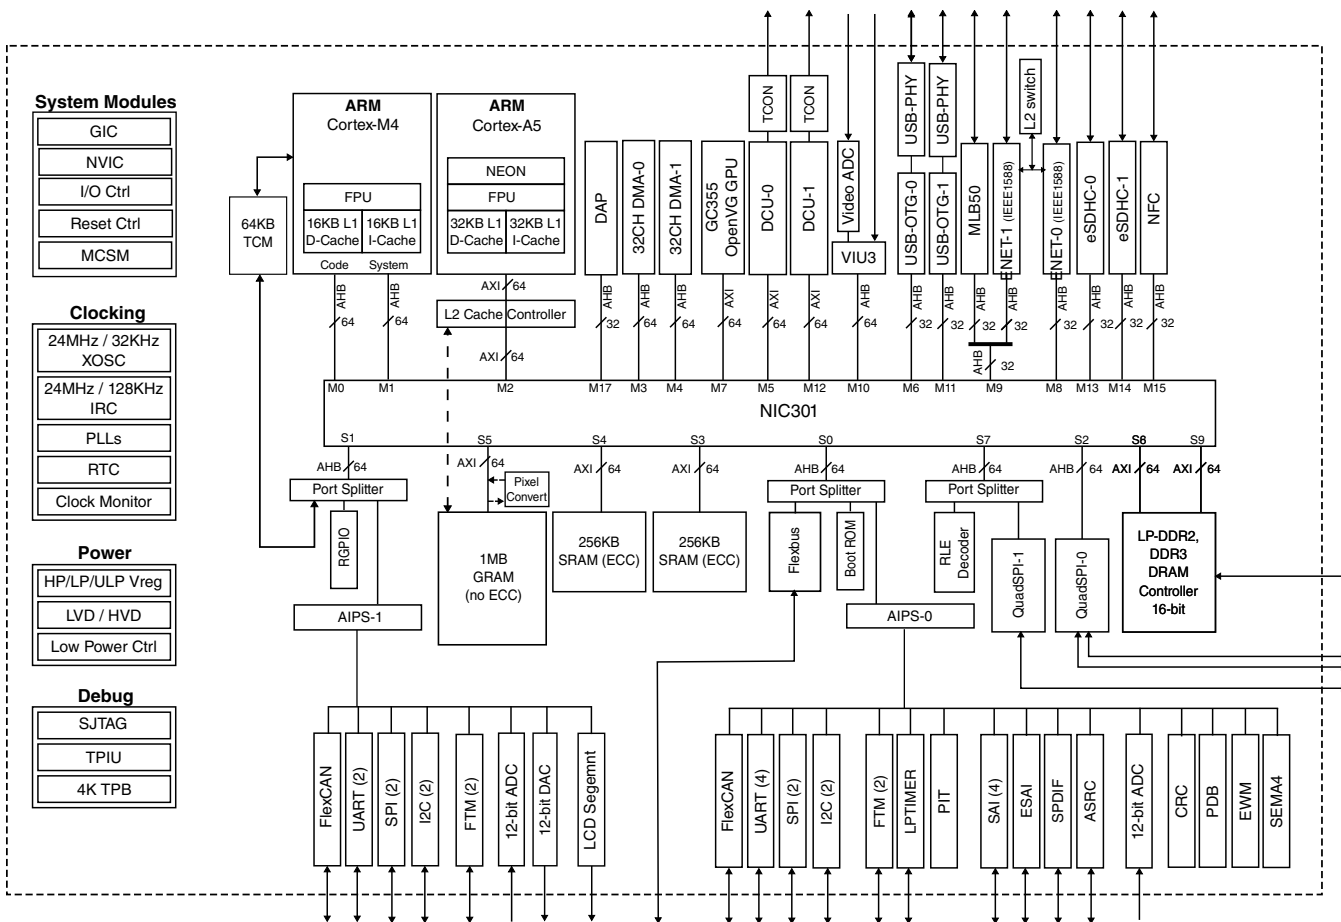 System Modules
GIC
NVIC
I/O Ctrl
Reset Ctrl
MCSM
Clocking
24MHz / 32KHz
XOSC
24MHz / 128KHz
IRC
PLLs
RTC
Clock Monitor
Power
HP/LP/ULP Vreg
LVD / HVD
Low Power Ctrl
Debug
SJTAG
TPIU
4K TPB
64KB
TCM
ARM
Cortex-M4
FPU
16KB L1
D-Cache
16KB L1
I-Cache
Code
System
ARM
Cortex-A5
NEON
FPU
32KB L1
D-Cache
32KB L1
I-Cache
AXI
64
L2 Cache Controller
DAP
32CH DMA-0
32CH DMA-1
GC355
OpenVG GPU
TCON
DCU-0
TCON
DCU-1
Video ADC
VIU3
USB-PHY
USB-OTG-0
USB-PHY
USB-OTG-1
MLB50
ENET-1 (IEEE1588)
L2 switch
ENET-0 (IEEE1588)
eSDHC-0
eSDHC-1
NFC
AHB
64
AHB
64
AXI
64
AHB
32
AHB
64
AHB
64
AXI
64
AXI
64
AXI
64
AHB
64
AHB
32
AHB
32
AHB
32
AHB
32
AHB
32
AHB
32
AHB
32
AHB
32
AHB
32
M0
M1
M2
M17
M3
M4
M7
M5
M12
M10
M6
M11
M9
M8
M13
M14
M15
NIC301
S1
S5
S4
S3
S0
S7
S2
S6
S9
AHB
64
AXI
64
AXI
64
AXI
64
AHB
64
AHB
64
AHB
64
AXI
64
AXI
64
Port Splitter
RGPIO
AIPS-1
Pixel
Convert
1MB
GRAM
(no ECC)
256KB
SRAM (ECC)
256KB
SRAM (ECC)
Port Splitter
Flexbus
Boot ROM
AIPS-0
Port Splitter
RLE
Decoder
QuadSPI-1
QuadSPI-0
LP-DDR2,
DDR3
DRAM
Controller
16-bit
FlexCAN
UART (2)
SPI (2)
I2C (2)
FTM (2)
12-bit ADC
12-bit DAC
LCD Segemnt
FlexCAN
UART (4)
SPI (2)
I2C (2)
FTM (2)
LPTIMER
PIT
SAI (4)
ESAI
SPDIF
ASRC
12-bit ADC
CRC
PDB
EWM
SEMA4